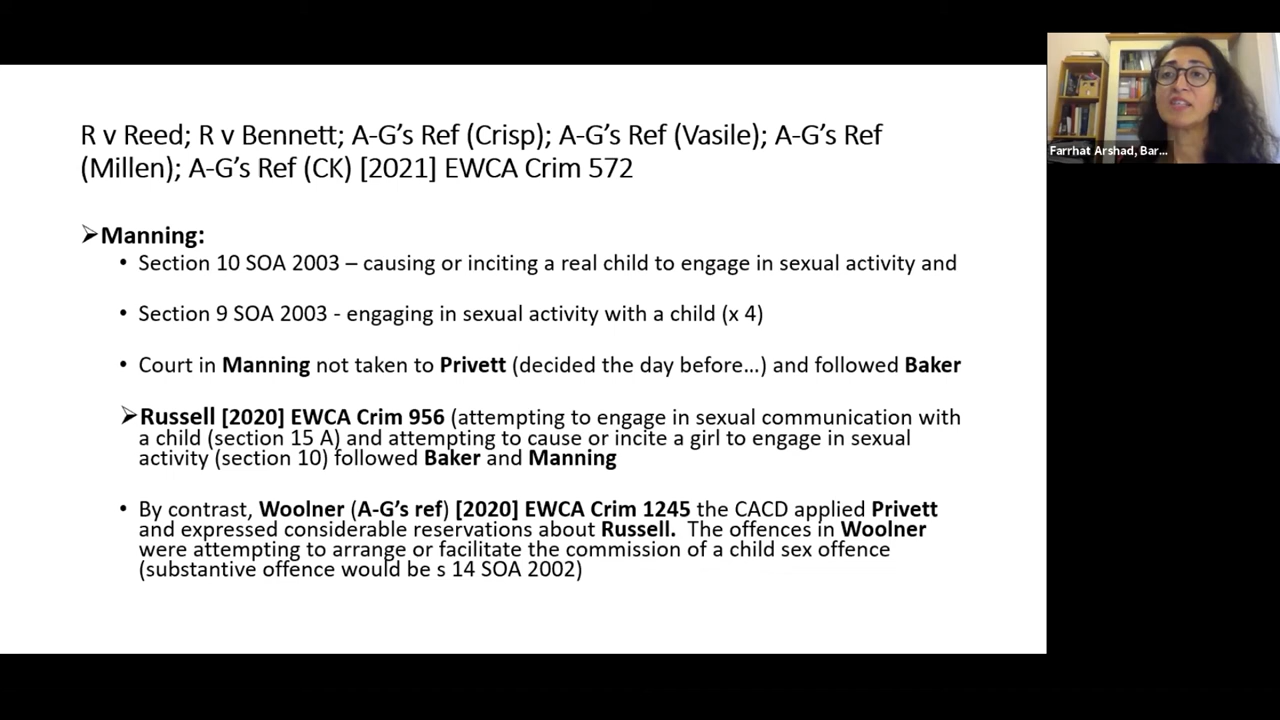 R v Reed; R v Bennett; A-G’s Ref (Crisp); A-G’s Ref (Vasile); A-G’s Ref
(Millen); A-G’s Ref (CK) [2021] EWCA Crim 572
Farrhat Arshad, Bar...
➢Manning:
• Section 10 SOA 2003 – causing or inciting a real child to engage in sexual activity and
• Section 9 SOA 2003 - engaging in sexual activity with a child (x 4)
• Court in Manning not taken to Privett (decided the day before…) and followed Baker
➢Russell [2020] EWCA Crim 956 (attempting to engage in sexual communication with
a child (section 15 A) and attempting to cause or incite a girl to engage in sexual
activity (section 10) followed Baker and Manning
• By contrast, Woolner (A-G’s ref) [2020] EWCA Crim 1245 the CACD applied Privett
and expressed considerable reservations about Russell. The offences in Woolner
were attempting to arrange or facilitate the commission of a child sex offence
(substantive offence would be s 14 SOA 2002)